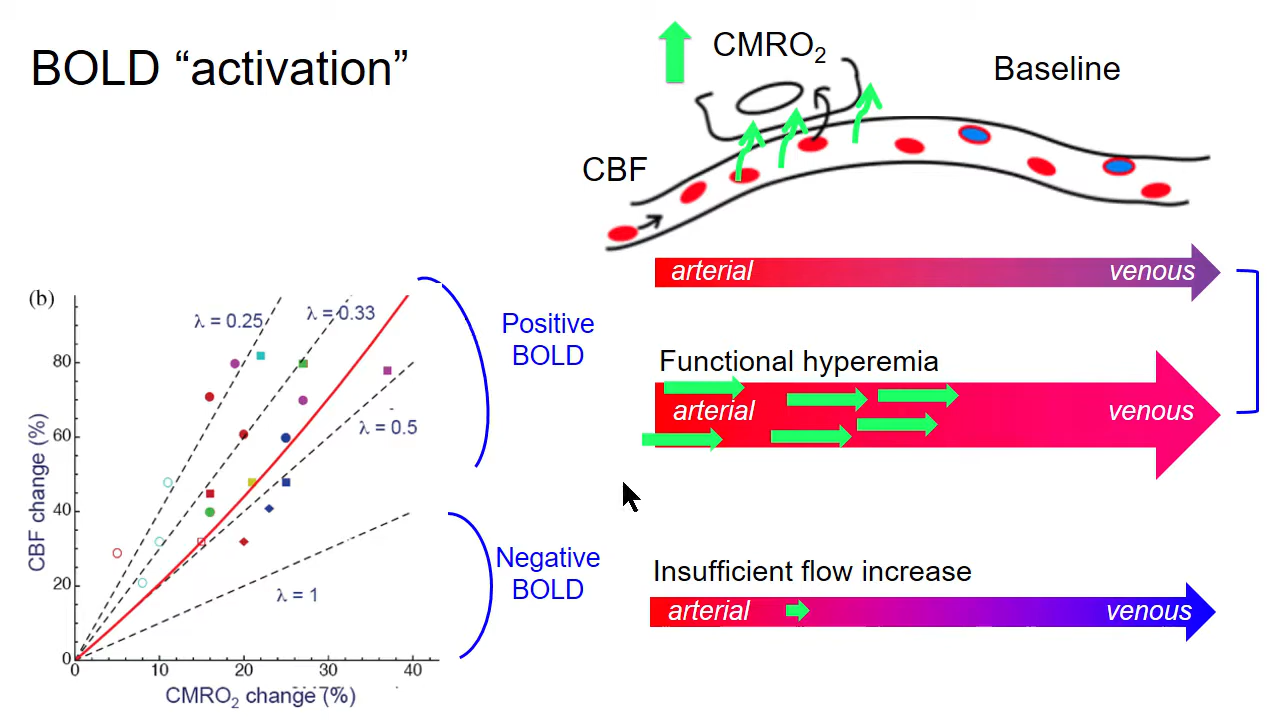 BOLD “activation”
CMRO2
Baseline
CBF
arterial
venous
Functional hyperemia
arterial
venous
Insufficient flow increase
arterial
venous
(b)
λ = 0.25
λ = 0.33
λ = 0.5
λ = 1
80
60
40
20
0
0
10
20
30
40
CBF change (%)
CMRO2 change (%)
Positive
BOLD
Negative
BOLD